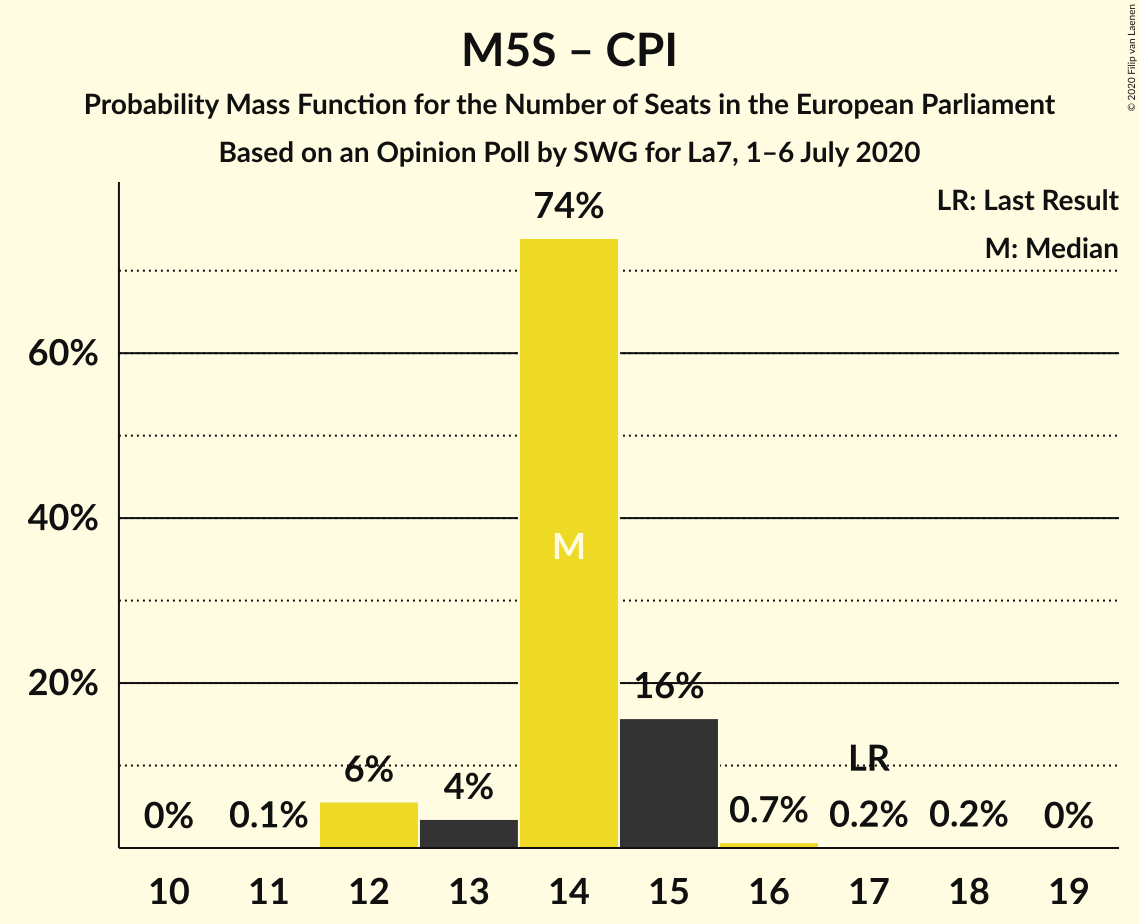 M5S – CPI
Probability Mass Function for the Number of Seats in the European Parliament
Based on an Opinion Poll by SWG for La7, 1–6 July 2020
© 2020 Filip van Laenen
LR: Last Result
M: Median
74%
60%
40%
M
20%
16%
LR
6%
4%
0%
0.1%
0.7%
0.2%
0.2%
0%
10 11 12 13 14 15 16 17 18 19